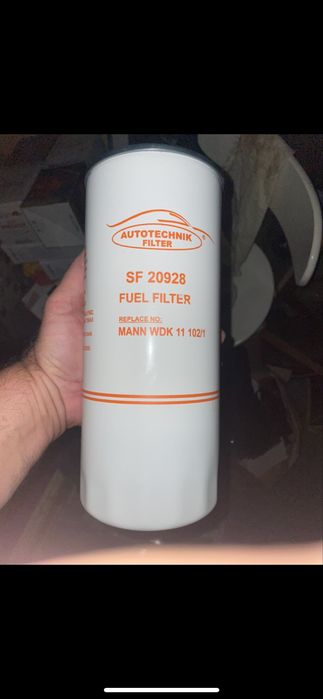 AUTOTECHNIK
FILTER
®
SF 20928
FUEL FILTER
REPLACE NO:
MANN WDK 11 102/1